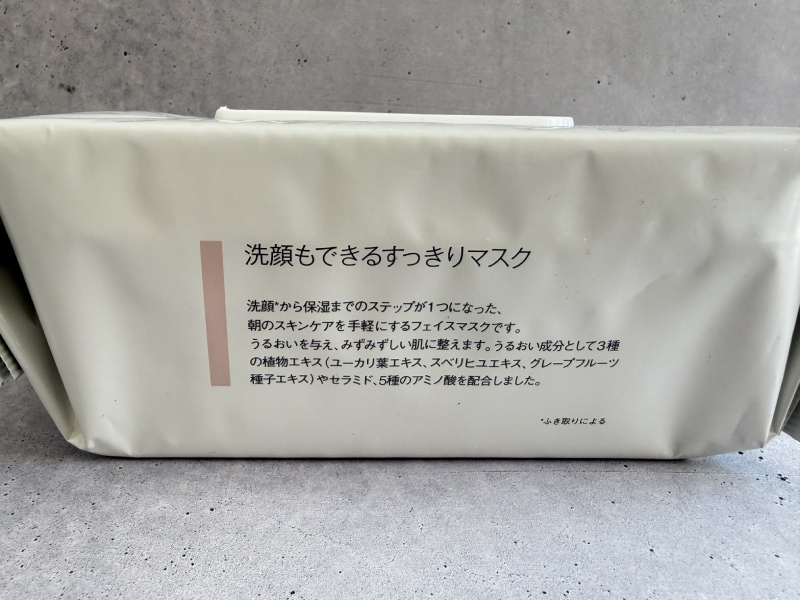 洗顔もできるすっきりマスク
洗顔*から保湿までのステップが1つになった、
朝のスキンケアを手軽にするフェイスマスクです。
うるおいを与え、みずみずしい肌に整えます。うるおい成分として3種
の植物エキス(ユーカリ葉エキス、スベリヒユエキス、グレープフルーツ
種子エキス)やセラミド、5種のアミノ酸を配合しました。
*ふき取りによる